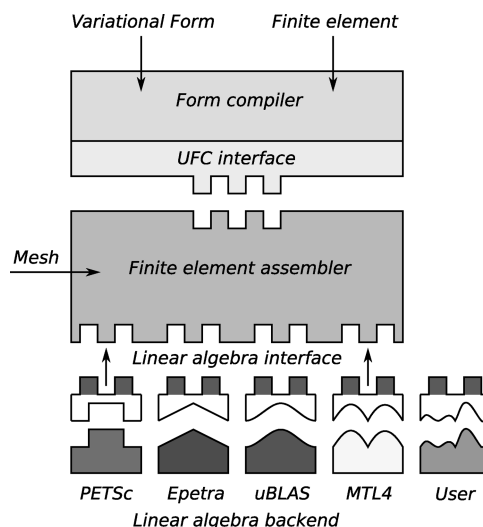 Variational Form Finite element
Form compiler
UFC interface
Mesh
Finite element assembler
Linear algebra interface
PETSc Epetra uBLAS MTL4 User
Linear algebra backend